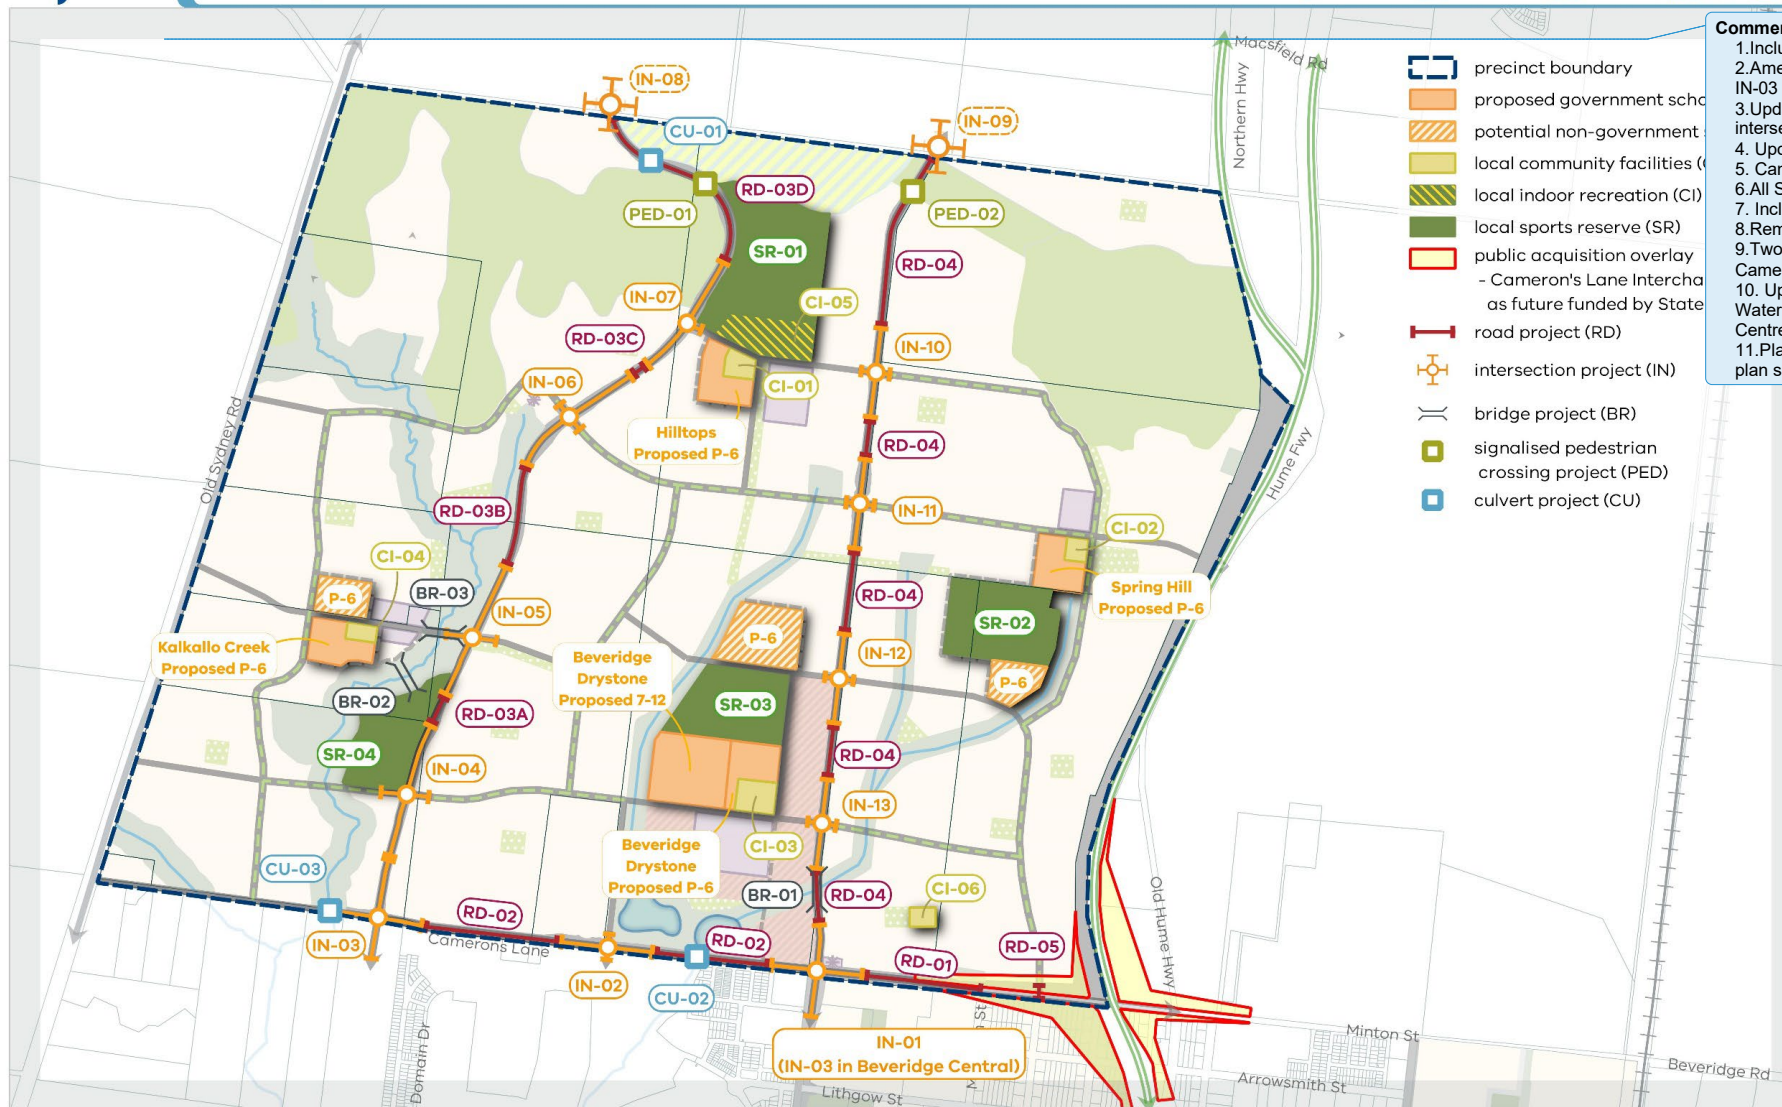 Macsfield Rd
Northern Hwy
IN-08
IN-09
CU-01
RD-03D
PED-01
PED-02
SR-01
RD-04
IN-07
CI-05
RD-03C
IN-10
IN-06
CI-01
Hilltops
Proposed P-6
RD-04
Old Sydney Rd
Hume Fwy
RD-03B
IN-11
CI-02
CI-04
BR-03
P-6
IN-05
RD-04
Spring Hill
Proposed P-6
SR-02
Kalkallo Creek
Proposed P-6
Beveridge
Drystone
Proposed 7-12
P-6
IN-12
P-6
BR-02
RD-03A
SR-03
SR-04
IN-04
RD-04
IN-13
Beveridge
Drystone
Proposed P-6
CI-03
CU-03
BR-01
RD-04
CI-06
Old Hume Hwy
RD-02
IN-03
Camerons Lane
RD-02
RD-01
RD-05
IN-02
CU-02
Domain Dr
IN-01
(IN-03 in Beveridge Central)
Minton St
Arrowsmith St
Beveridge Rd
Lithgow St
precinct boundary
proposed government scho
potential non-government
local community facilities (
local indoor recreation (CI)
local sports reserve (SR)
public acquisition overlay
- Cameron's Lane Intercha
as future funded by State
road project (RD)
intersection project (IN)
bridge project (BR)
signalised pedestrian
crossing project (PED)
culvert project (CU)
Commen
1.Inclu
2.Ame
IN-03
3.Upd
interse
4. Upd
5. Can
6.All S
7. Incl
8.Rem
9.Two
Came
10. Up
Water
Centre
11.Pla
plan s